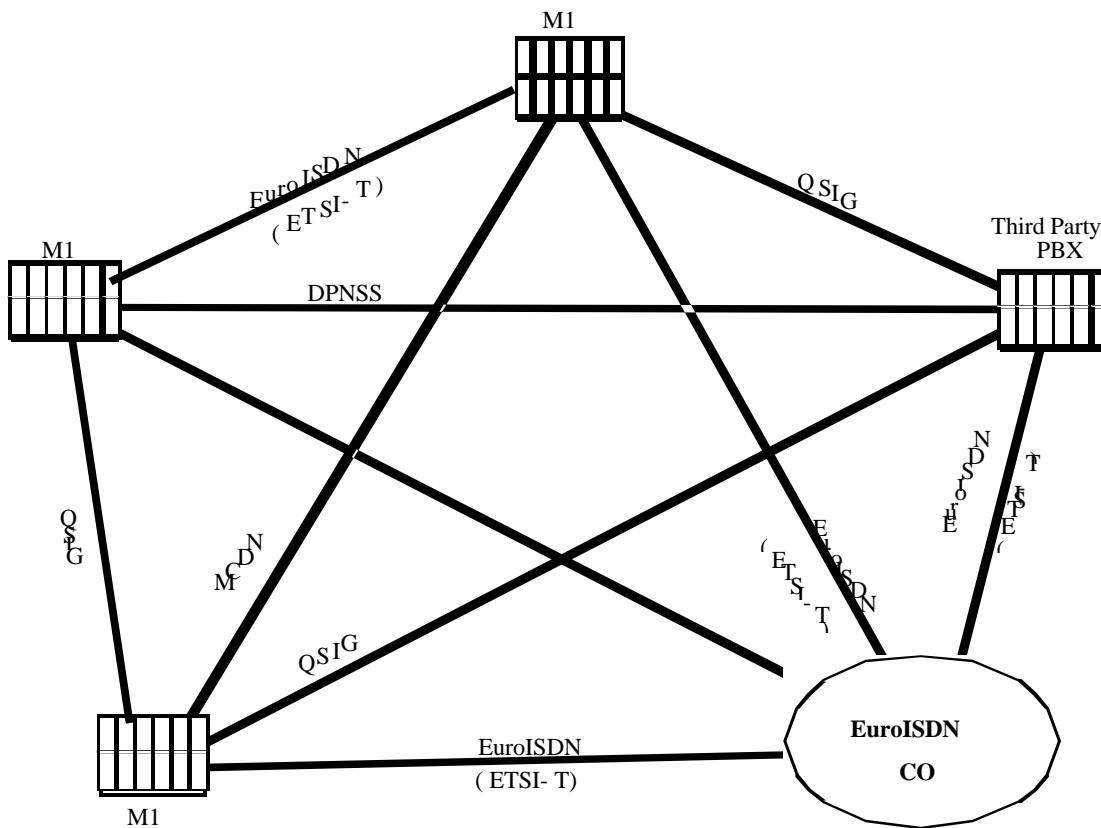 M1
EuroISDN
( ETSI- T )
QSIG
M1
Third Party
PBX
DPNSS
EuroISDN
( ETSI- T )
QSIG
MCDN
EuroISDN
( ETSI- T )
QSIG
EuroISDN
( ETSI- T)
EuroISDN
CO
M1